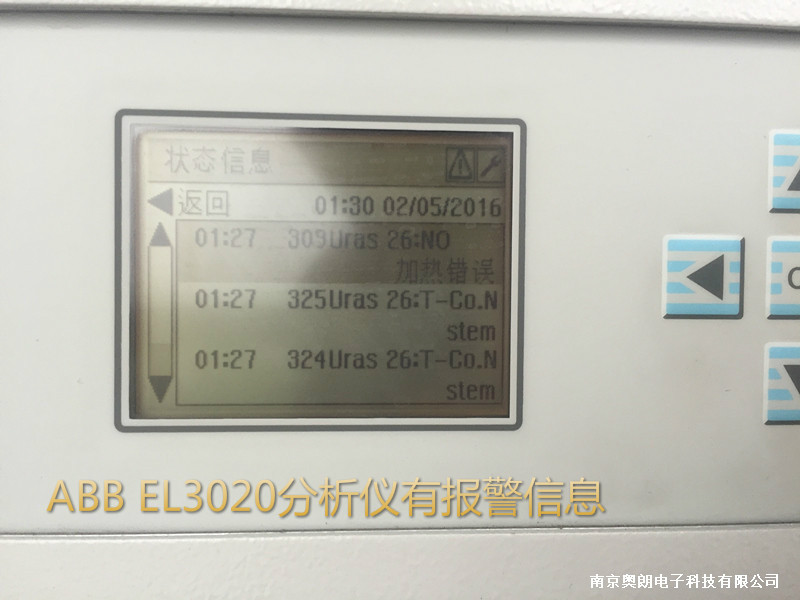 状态信息
返回 01:30 02/05/2016
01:27 309Uras 26:NO
加热错误
01:27 325Uras 26:T-Co.N
stem
01:27 324Uras 26:T-Co.N
stem
ABB EL3020分析仪有报警信息
南京奥朗电子科技有限公司